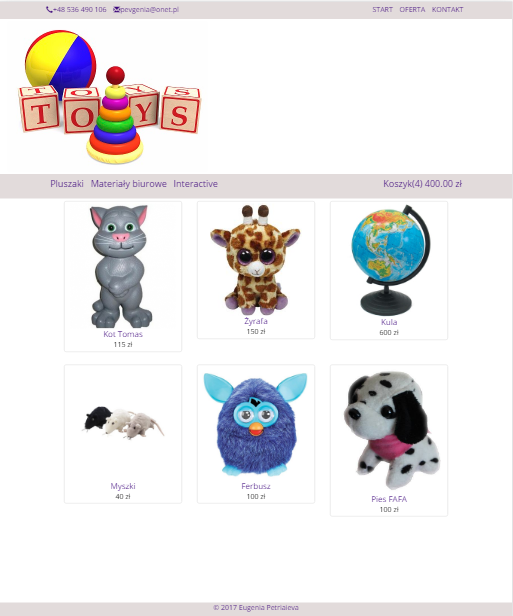 +48 536 490 106 pevgenia@onet.pl START OFERTA KONTAKT
T O Y S
T O Y S
Pluszaki Materiały biurowe Interactive Koszyk(4) 400.00 zł
Kot Tomas
115 zł
Żyrafa
150 zł
Kula
600 zł
Myszki
40 zł
Ferbusz
100 zł
Pies FAFA
100 zł
© 2017 Eugenia Petriaieva